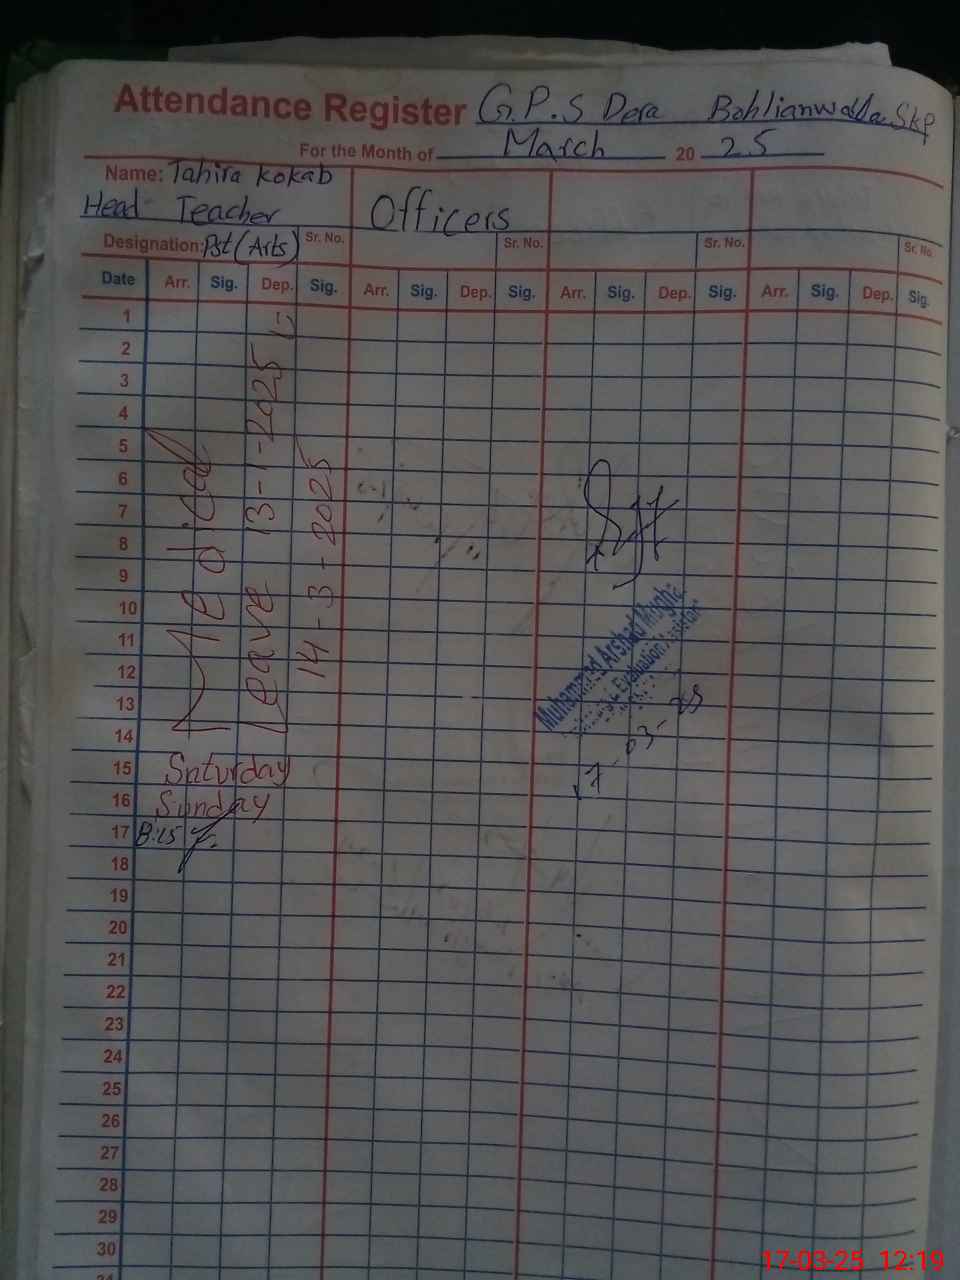 Attendance Register G.P.S Dera Bahlianwala Skp
For the Month of March 20 25
Name: Tahira Kokab
Head Teacher
Officers
Designation: Pst (Arts) Sr. No. Sr. No. Sr. No. Sr. No.
Date Arr. Sig. Dep. Sig. Arr. Sig. Dep. Sig. Arr. Sig. Dep. Sig. Arr. Sig. Dep. Sig.
1
2
3
4
5
6
7
8
9
10
11
12
13
14
Medical
Leave 13-1-2025
14-3-2025
Muhammad Arshad
Evaluation
03-25
15 Saturday
16 Sunday
17 8:25
18
19
20
21
22
23
24
25
26
27
28
29
30
31
17-03-25 12:19